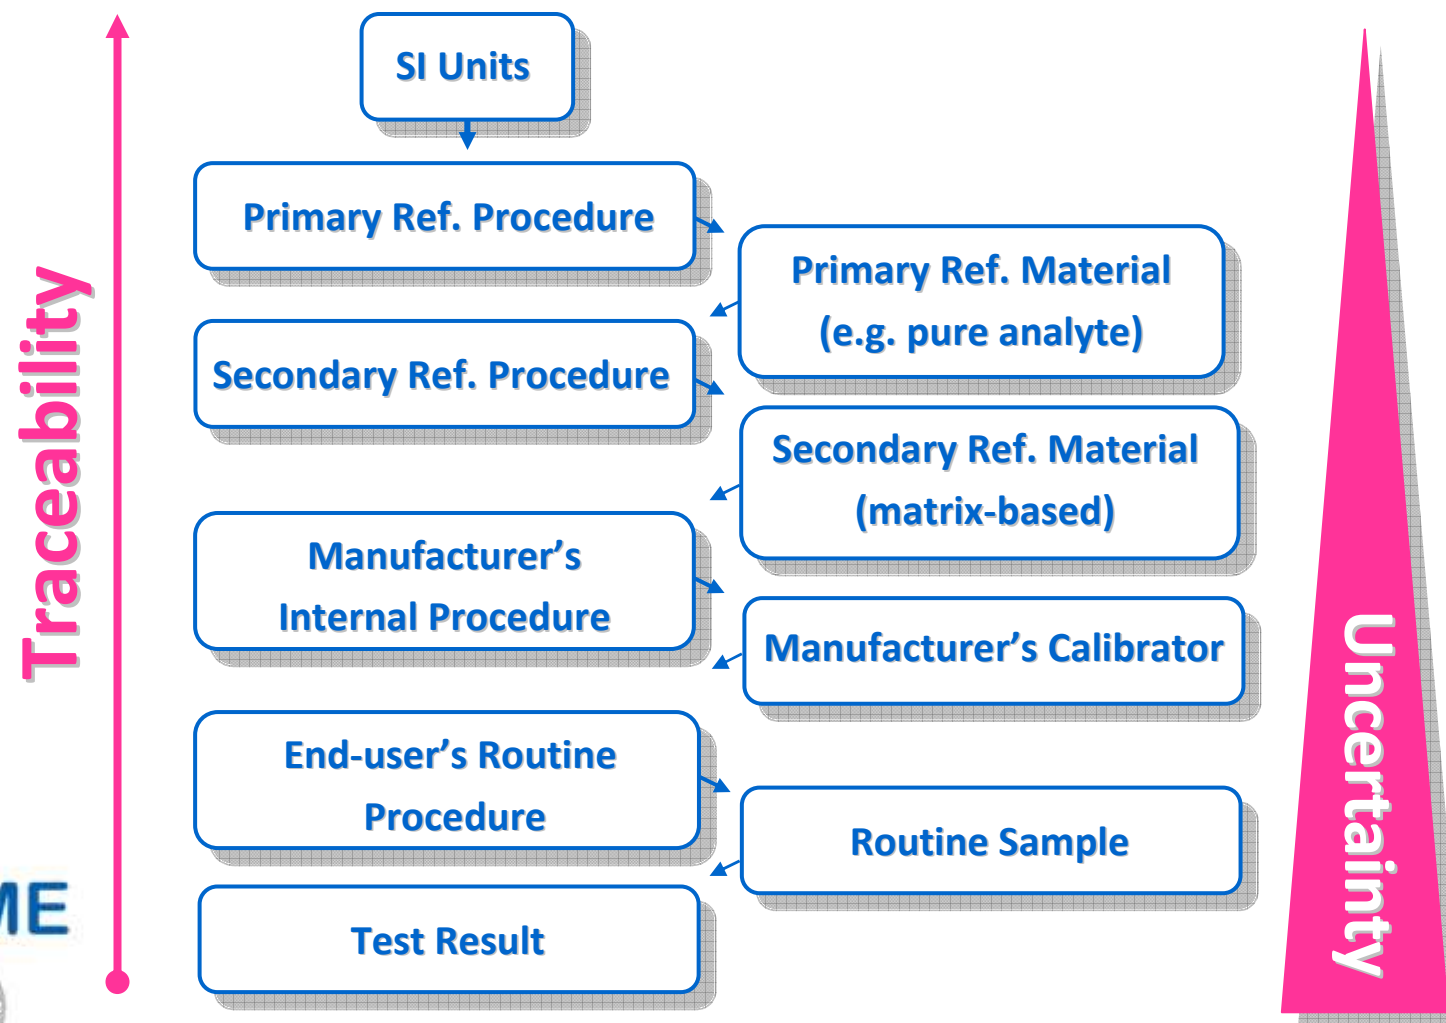 SI Units
Primary Ref. Procedure
Primary Ref. Material
(e.g. pure analyte)
Secondary Ref. Procedure
Secondary Ref. Material
(matrix-based)
Manufacturer’s
Internal Procedure
Manufacturer’s Calibrator
End-user’s Routine
Procedure
Routine Sample
Test Result
Traceability
Uncertainty